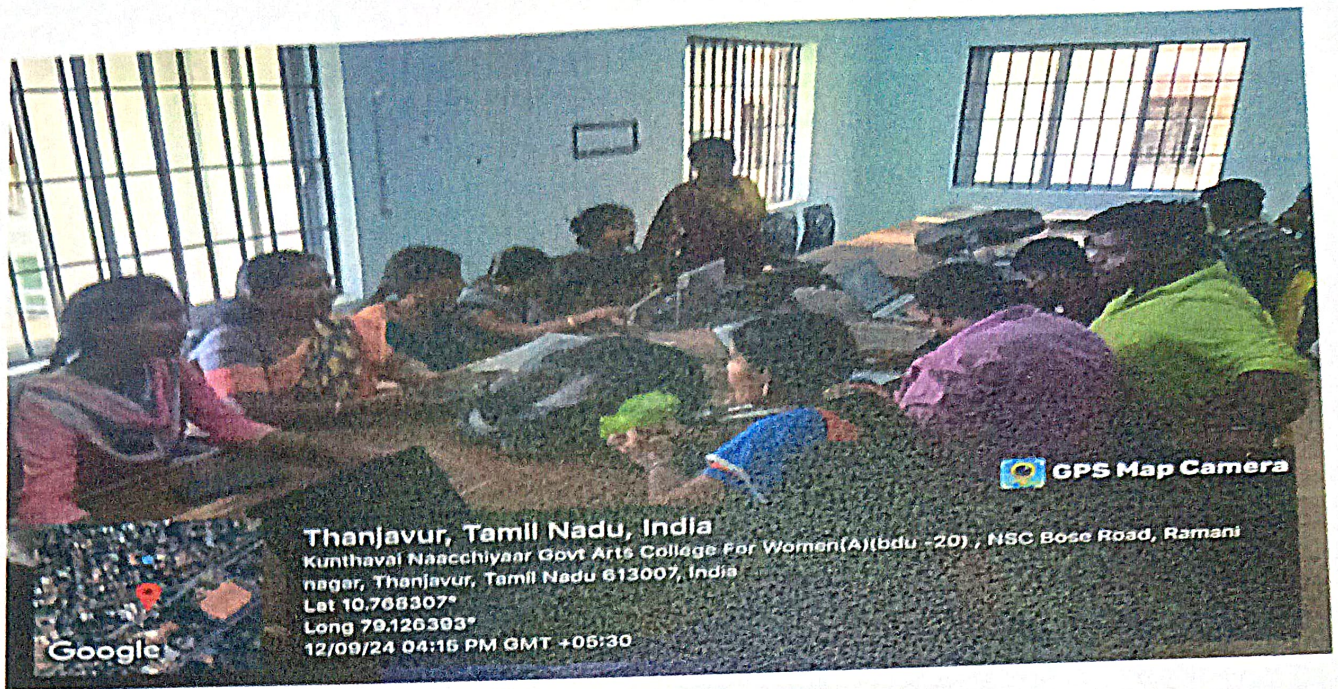 GPS Map Camera
Thanjavur, Tamil Nadu, India
Kunthavai Naacchiyaar Govt Arts College For Women(A)(bdu -20) , NSC Bose Road, Ramani
nagar, Thanjavur, Tamil Nadu 613007, India
Lat 10.768307°
Long 79.126393°
12/09/24 04:15 PM GMT +05:30
Google